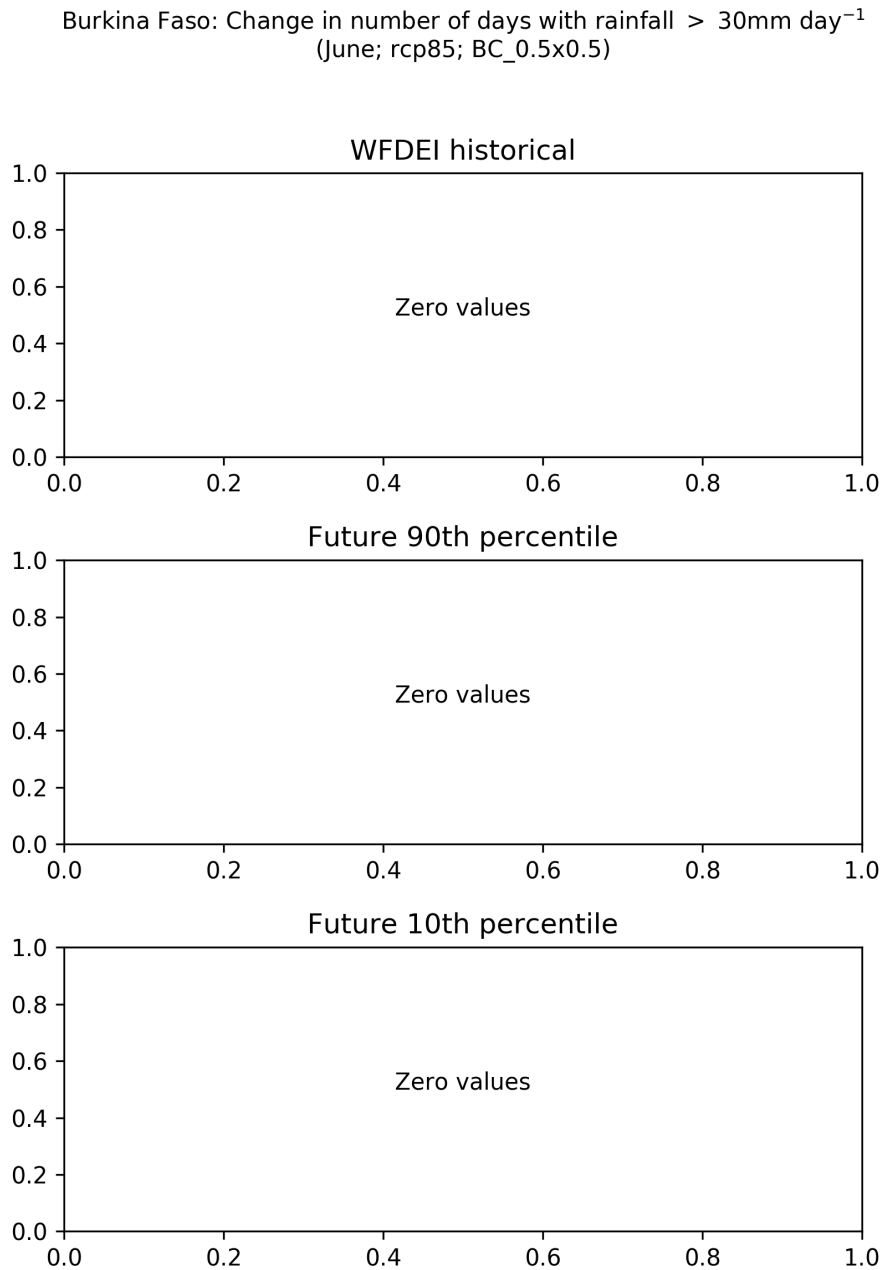 Burkina Faso: Change in number of days with rainfall > 30mm day⁻¹
(June; rcp85; BC_0.5x0.5)
WFDEI historical
1.0
0.8
0.6
0.4
0.2
0.0
Zero values
0.0 0.2 0.4 0.6 0.8 1.0
Future 90th percentile
1.0
0.8
0.6
0.4
0.2
0.0
Zero values
0.0 0.2 0.4 0.6 0.8 1.0
Future 10th percentile
1.0
0.8
0.6
0.4
0.2
0.0
Zero values
0.0 0.2 0.4 0.6 0.8 1.0